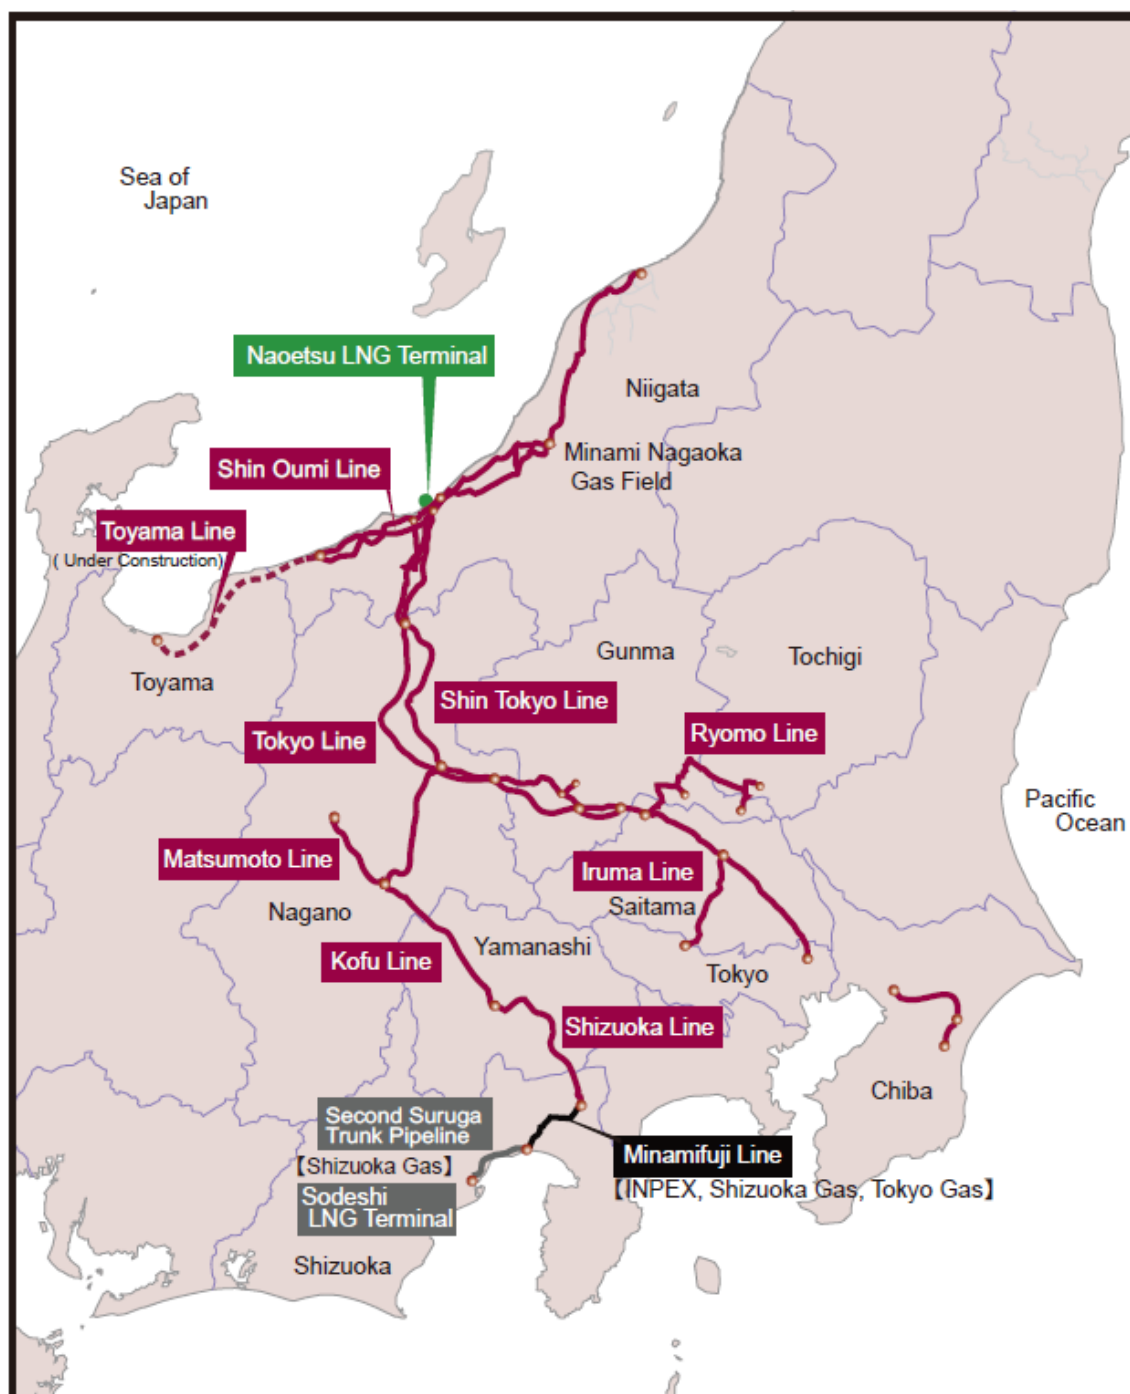 Sea of
Japan
Naoetsu LNG Terminal
Niigata
Minami Nagaoka
Gas Field
Shin Oumi Line
Toyama Line
( Under Construction)
Gunma
Tochigi
Toyama
Shin Tokyo Line
Tokyo Line
Ryomo Line
Pacific
Ocean
Matsumoto Line
Iruma Line
Nagano
Saitama
Yamanashi
Kofu Line
Tokyo
Shizuoka Line
Chiba
Second Suruga
Trunk Pipeline
【Shizuoka Gas】
Minamifuji Line
【INPEX, Shizuoka Gas, Tokyo Gas】
Sodeshi
LNG Terminal
Shizuoka